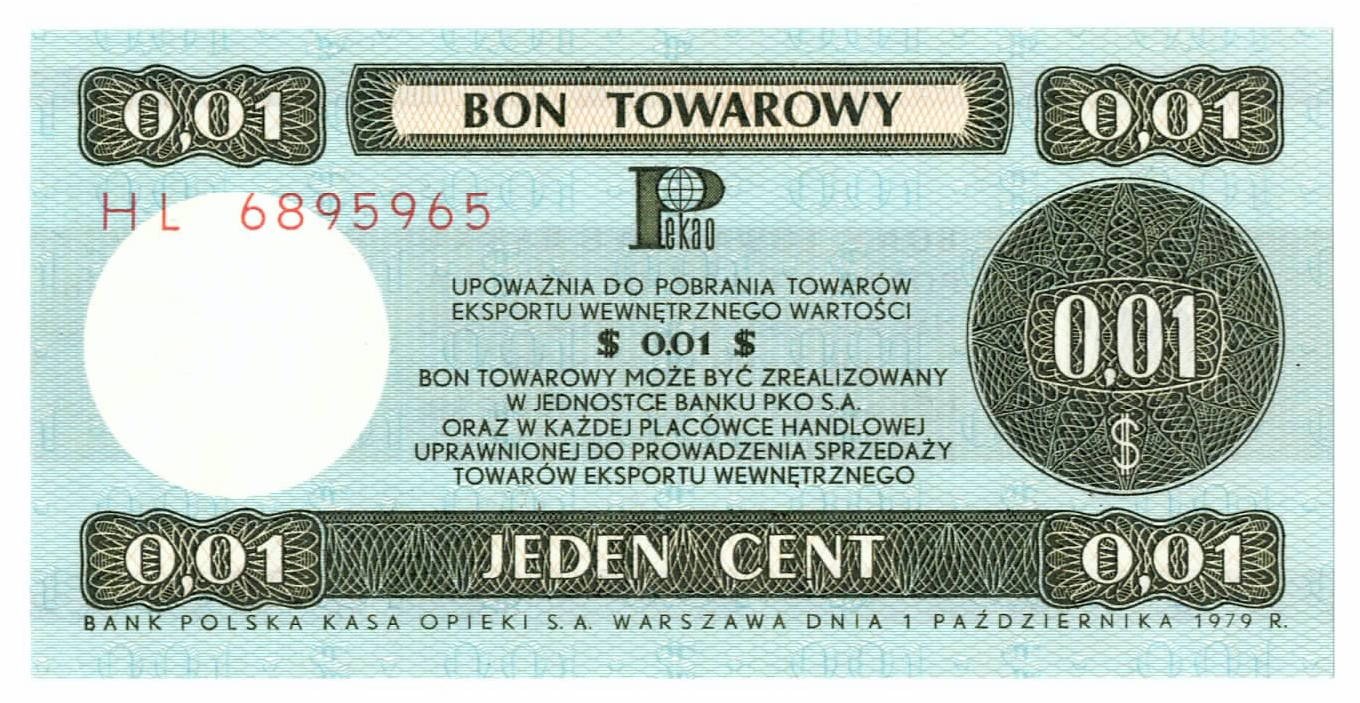 0,01 BON TOWAROWY 0,01
HL 6895965
Pekao
UPOWAŻNIA DO POBRANIA TOWARÓW
EKSPORTU WEWNĘTRZNEGO WARTOŚCI
$ 0.01 $
BON TOWAROWY MOŻE BYĆ ZREALIZOWANY
W JEDNOSTCE BANKU PKO S.A.
ORAZ W KAŻDEJ PLACÓWCE HANDLOWEJ
UPRAWNIONEJ DO PROWADZENIA SPRZEDAŻY
TOWARÓW EKSPORTU WEWNĘTRZNEGO
0,01
$
0,01 JEDEN CENT 0,01
BANK POLSKA KASA OPIEKI S.A. WARSZAWA DNIA 1 PAŹDZIERNIKA 1979 R.